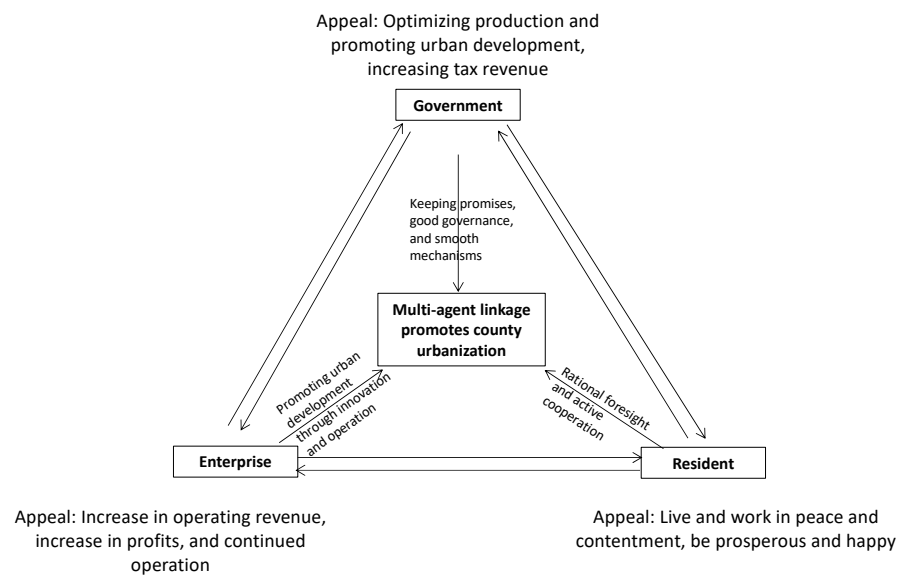 Appeal: Optimizing production and
promoting urban development,
increasing tax revenue
Government
Keeping promises,
good governance,
and smooth
mechanisms
Multi-agent linkage
promotes county
urbanization
Promoting urban
development
through innovation
and operation
Rational foresight
and active
cooperation
Enterprise
Resident
Appeal: Increase in operating revenue,
increase in profits, and continued
operation
Appeal: Live and work in peace and
contentment, be prosperous and happy